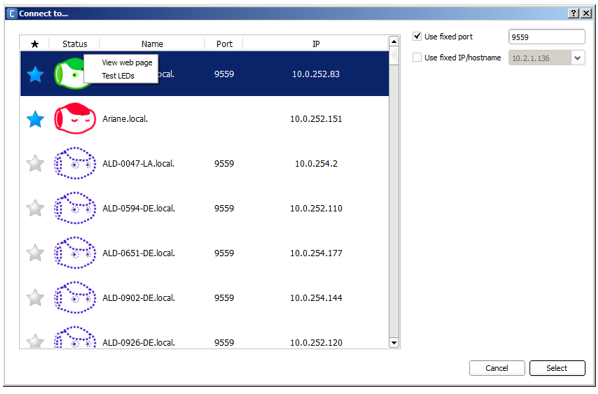 Connect to...
★ Status Name Port IP
View web page
Test LEDs
ocal. 9559 10.0.252.83
Ariane.local. 10.0.252.151
ALD-0047-LA.local. 9559 10.0.254.2
ALD-0594-DE.local. 9559 10.0.252.110
ALD-0651-DE.local. 9559 10.0.254.177
ALD-0902-DE.local. 9559 10.0.254.144
ALD-0926-DE.local. 9559 10.0.252.120
Use fixed port 9559
Use fixed IP/hostname 10.2.1.136
Cancel Select